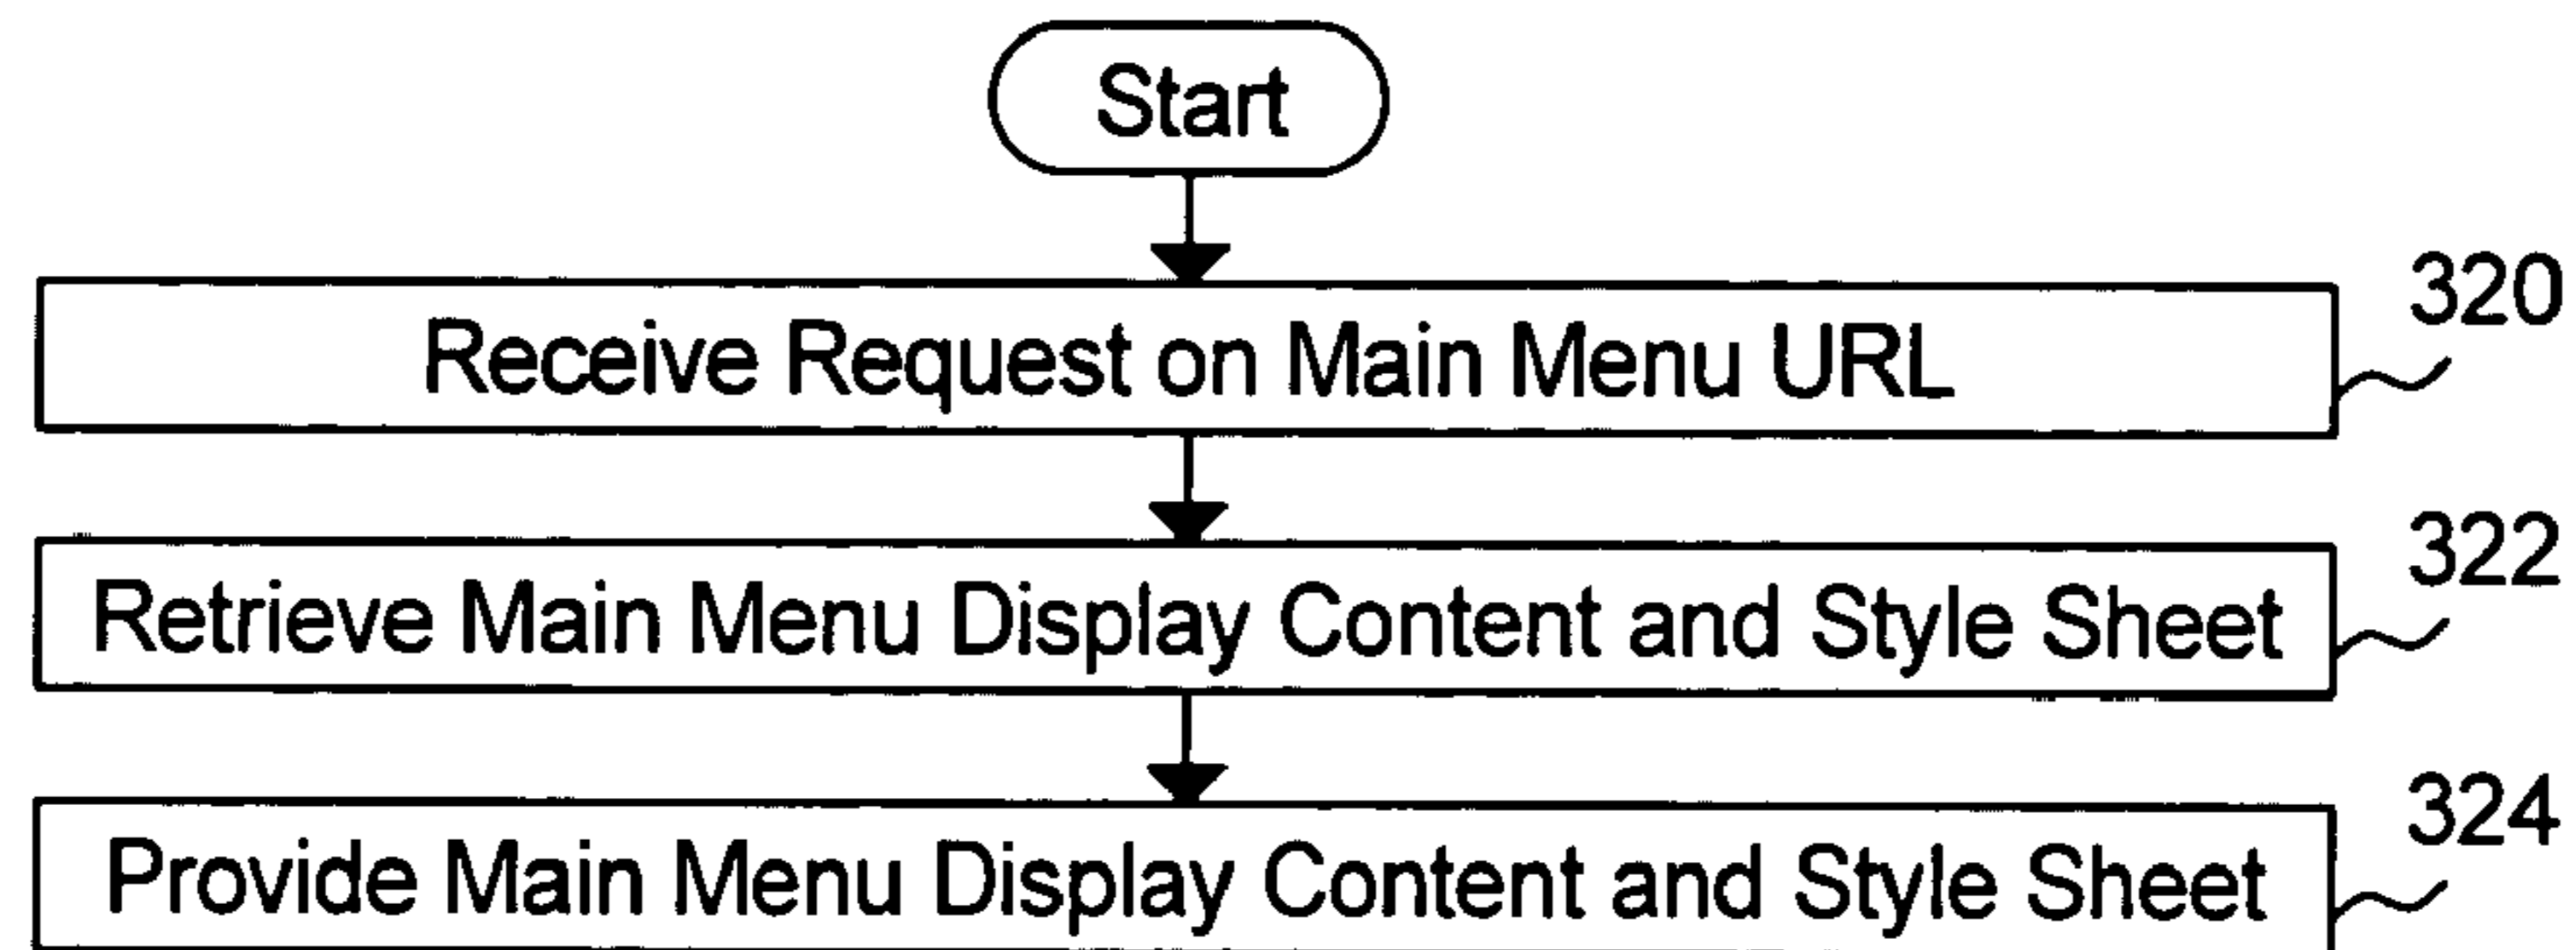 Start
Receive Request on Main Menu URL
320
Retrieve Main Menu Display Content and Style Sheet
322
Provide Main Menu Display Content and Style Sheet
324